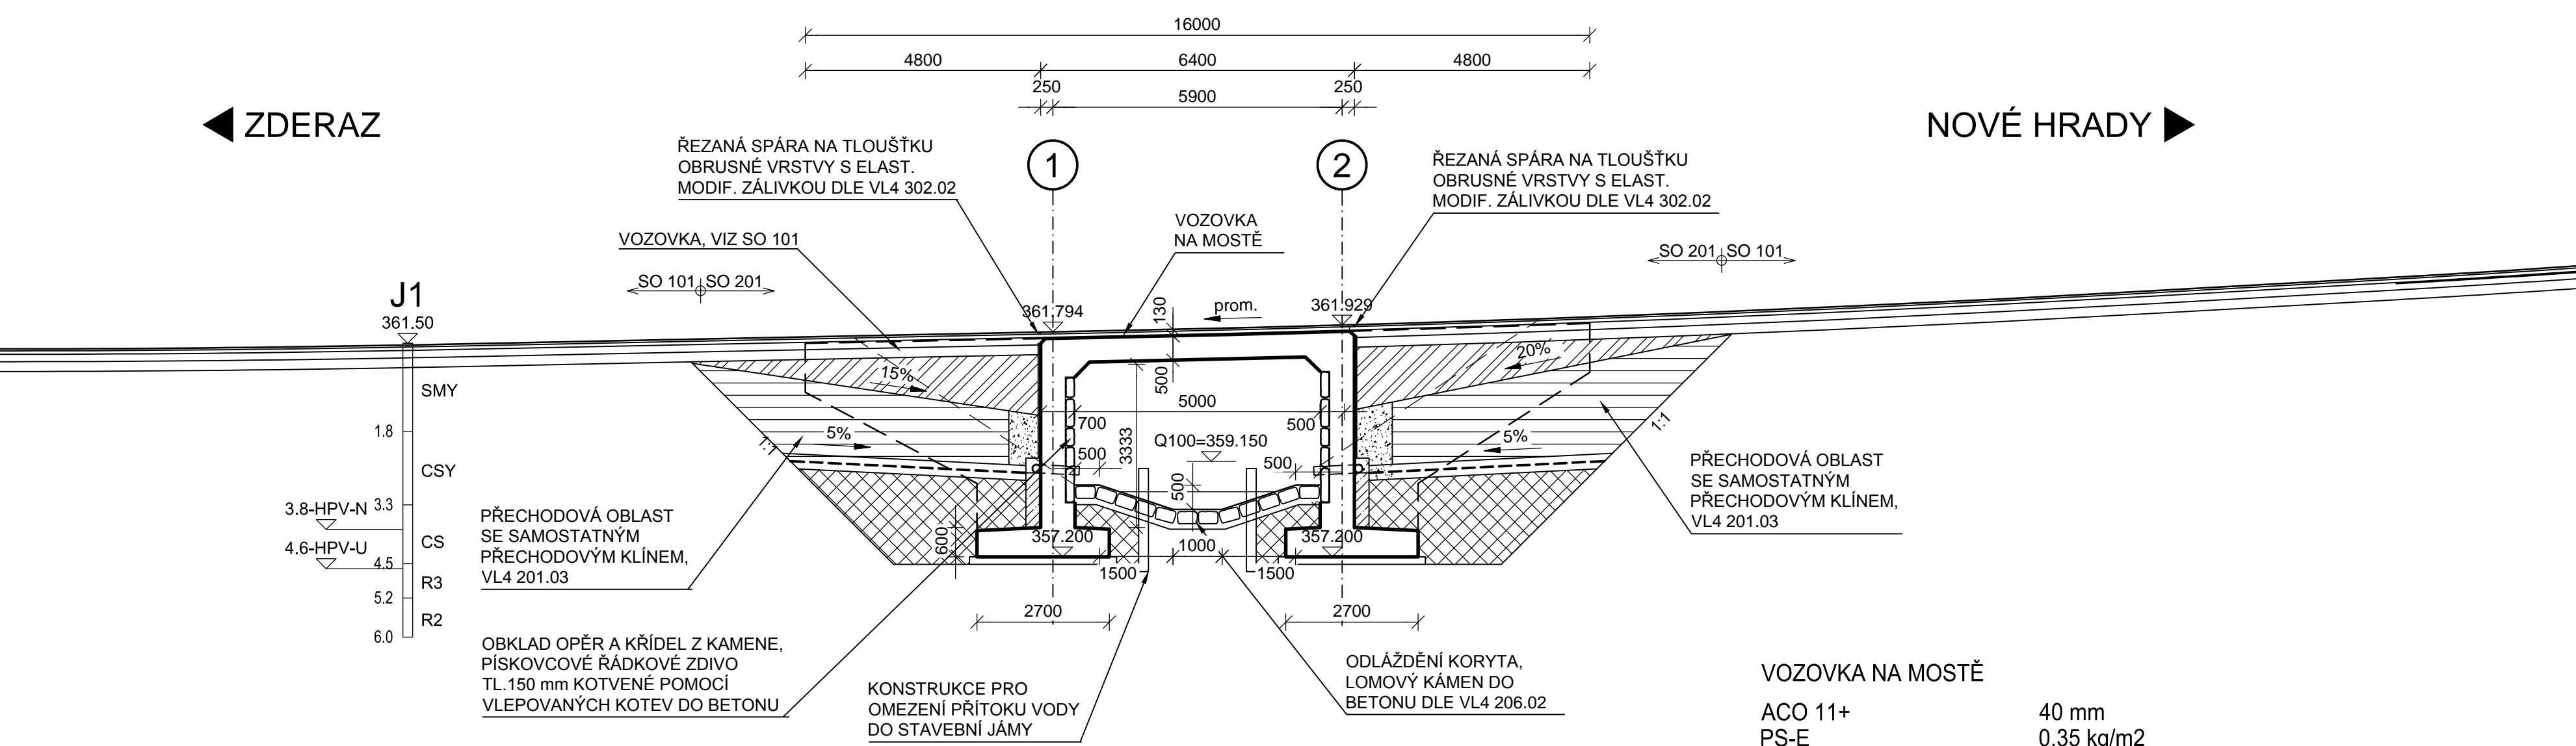 16000
4800 6400 4800
250 250
5900
ZDERAZ
NOVÉ HRADY
ŘEZANÁ SPÁRA NA TLOUŠŤKU
OBRUSNÉ VRSTVY S ELAST.
MODIF. ZÁLIVKOU DLE VL4 302.02
1
2
ŘEZANÁ SPÁRA NA TLOUŠŤKU
OBRUSNÉ VRSTVY S ELAST.
MODIF. ZÁLIVKOU DLE VL4 302.02
VOZOVKA
NA MOSTĚ
VOZOVKA, VIZ SO 101
SO 101 SO 201
SO 201 SO 101
J1
361.50
SMY
1.8
CSY
3.8-HPV-N 3.3
CS
4.6-HPV-U
4.5
R3
5.2
R2
6.0
361.794
130
prom.
361.929
15%
500
20%
5000
700
500
3333
Q100=359.150
5%
5%
1:1
1:1
500
500
500
600
357.200
1000
357.200
1500
1500
2700
2700
PŘECHODOVÁ OBLAST
SE SAMOSTATNÝM
PŘECHODOVÝM KLÍNEM,
VL4 201.03
PŘECHODOVÁ OBLAST
SE SAMOSTATNÝM
PŘECHODOVÝM KLÍNEM,
VL4 201.03
OBKLAD OPĚR A KŘÍDEL Z KAMENE,
PÍSKOVCOVÉ ŘÁDKOVÉ ZDIVO
TL.150 mm KOTVENÉ POMOCÍ
VLEPOVANÝCH KOTEV DO BETONU
KONSTRUKCE PRO
OMEZENÍ PŘÍTOKU VODY
DO STAVEBNÍ JÁMY
ODLÁŽDĚNÍ KORYTA,
LOMOVÝ KÁMEN DO
BETONU DLE VL4 206.02
VOZOVKA NA MOSTĚ
ACO 11+ 40 mm
PS-E 0.35 kg/m2